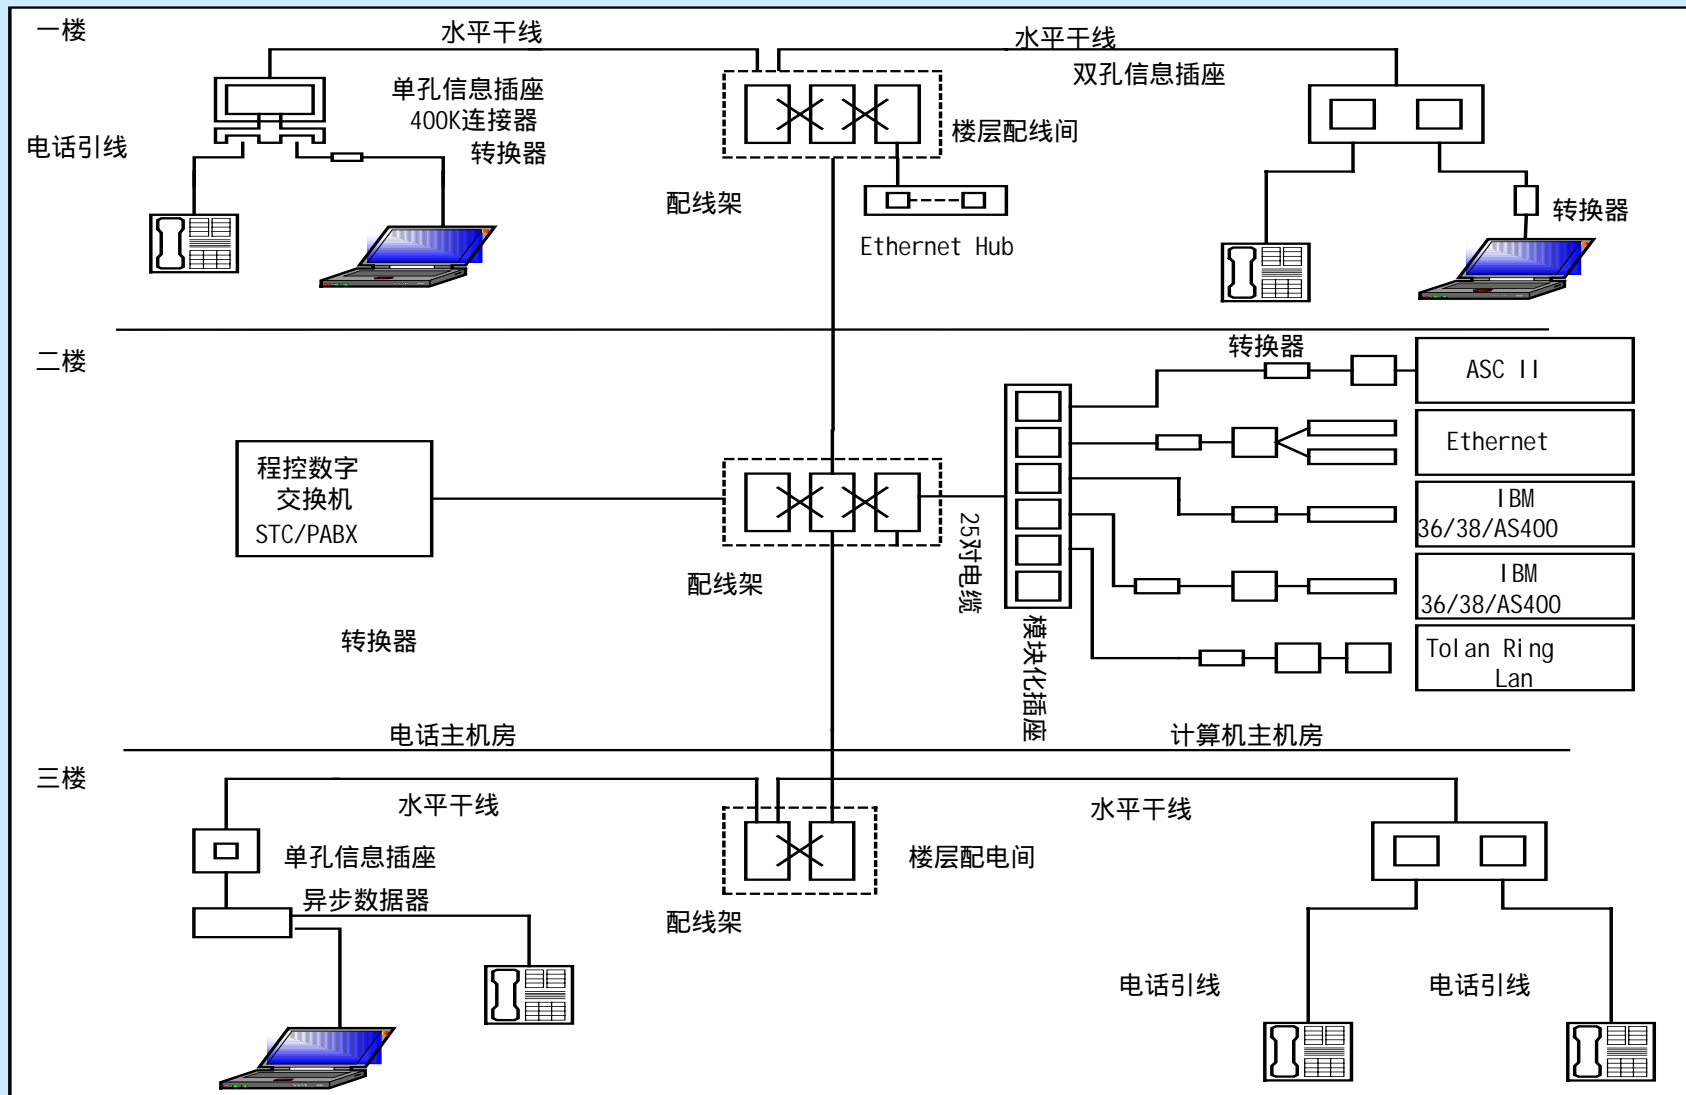 一楼
水平干线
水平干线
单孔信息插座
400K连接器
转换器
双孔信息插座
电话引线
楼层配线间
配线架
转换器
Ethernet Hub
二楼
转换器
ASC II
Ethernet
程控数字
交换机
STC/PABX
IBM
36/38/AS400
25对电缆
配线架
IBM
36/38/AS400
模块化插座
转换器
Tolan Ring
Lan
电话主机房
计算机主机房
三楼
水平干线
水平干线
单孔信息插座
楼层配电间
异步数据器
配线架
电话引线
电话引线